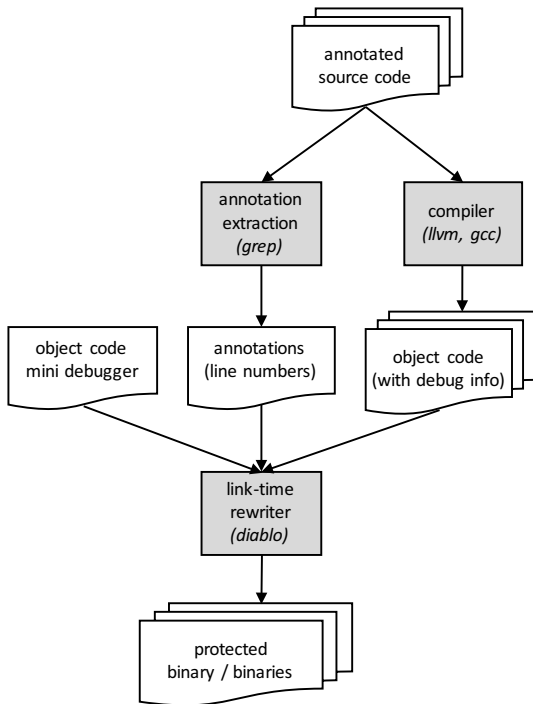 annotated
source code
annotation
extraction
(grep)
compiler
(llvm, gcc)
object code
mini debugger
annotations
(line numbers)
object code
(with debug info)
link-time
rewriter
(diablo)
protected
binary / binaries